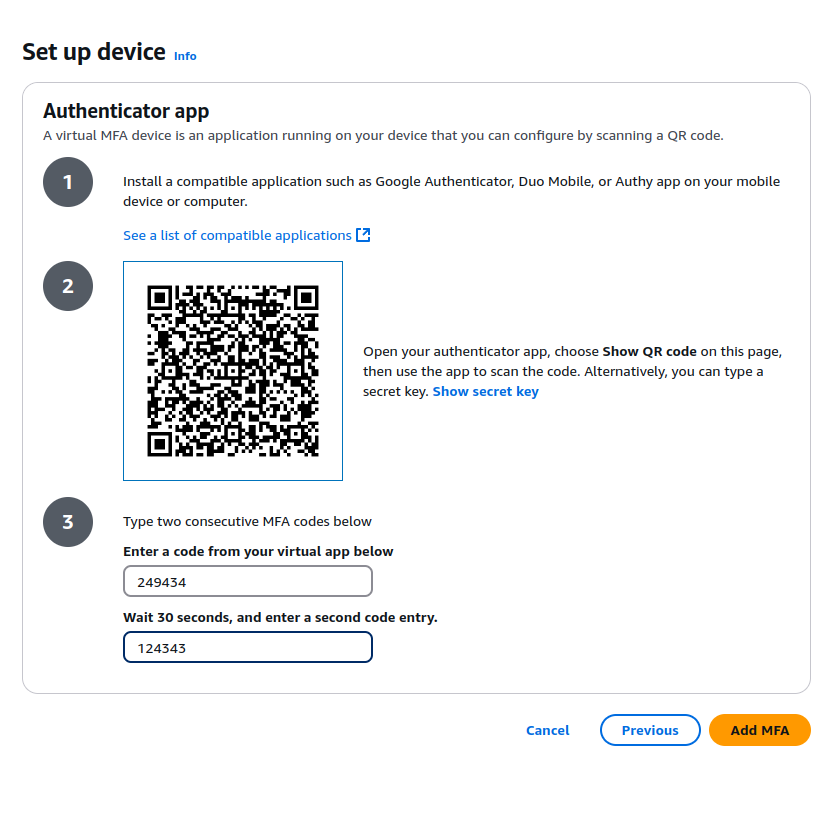 Set up device Info
Authenticator app
A virtual MFA device is an application running on your device that you can configure by scanning a QR code.
1
Install a compatible application such as Google Authenticator, Duo Mobile, or Authy app on your mobile
device or computer.
See a list of compatible applications
2
Open your authenticator app, choose Show QR code on this page,
then use the app to scan the code. Alternatively, you can type a
secret key. Show secret key
3
Type two consecutive MFA codes below
Enter a code from your virtual app below
249434
Wait 30 seconds, and enter a second code entry.
124343
Cancel
Previous
Add MFA